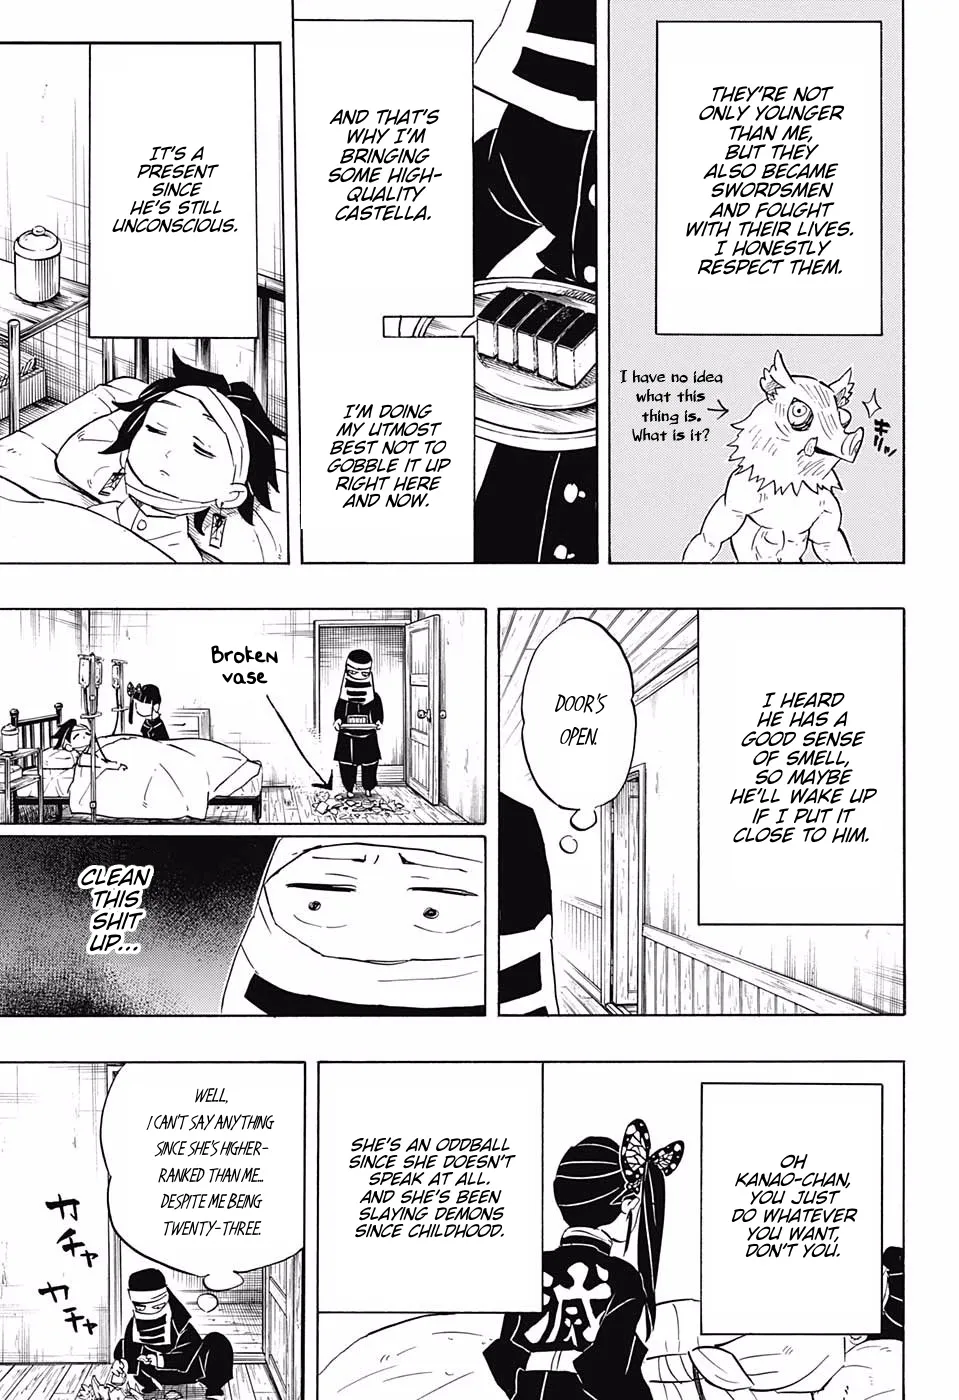 THEY'RE NOT
ONLY YOUNGER
THAN ME,
BUT THEY
ALSO BECAME
SWORDSMEN
AND FOUGHT
WITH THEIR LIVES.
I HONESTLY
RESPECT THEM.
I have no idea
what this
thing is.
What is it?
キリッ
AND THAT'S
WHY I'M
BRINGING
SOME HIGH-
QUALITY
CASTELLA.
I'M DOING
MY UTMOST
BEST NOT TO
GOBBLE IT UP
RIGHT HERE
AND NOW.
IT'S A
PRESENT
SINCE
HE'S STILL
UNCONSCIOUS.
I HEARD
HE HAS A
GOOD SENSE
OF SMELL,
SO MAYBE
HE'LL WAKE UP
IF I PUT IT
CLOSE TO HIM.
DOOR'S
OPEN.
Broken
vase
CLEAN
THIS
SHIT
UP...
OH
KANAO-CHAN,
YOU JUST
DO WHATEVER
YOU WANT,
DON'T YOU.
滅
SHE'S AN ODDBALL
SINCE SHE DOESN'T
SPEAK AT ALL.
AND SHE'S BEEN
SLAYING DEMONS
SINCE CHILDHOOD.
WELL,
I CAN'T SAY ANYTHING
SINCE SHE'S HIGHER-
RANKED THAN ME...
DESPITE ME BEING
TWENTY-THREE.
カチャ
カチャ